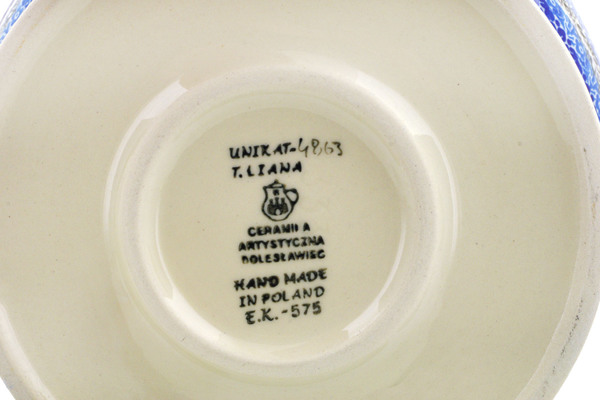 UNIKAT-4863
T. LIANA
CERAMIKA
ARTYSTYCZNA
BOLESŁAWIEC
HAND MADE
IN POLAND
E.K.-575